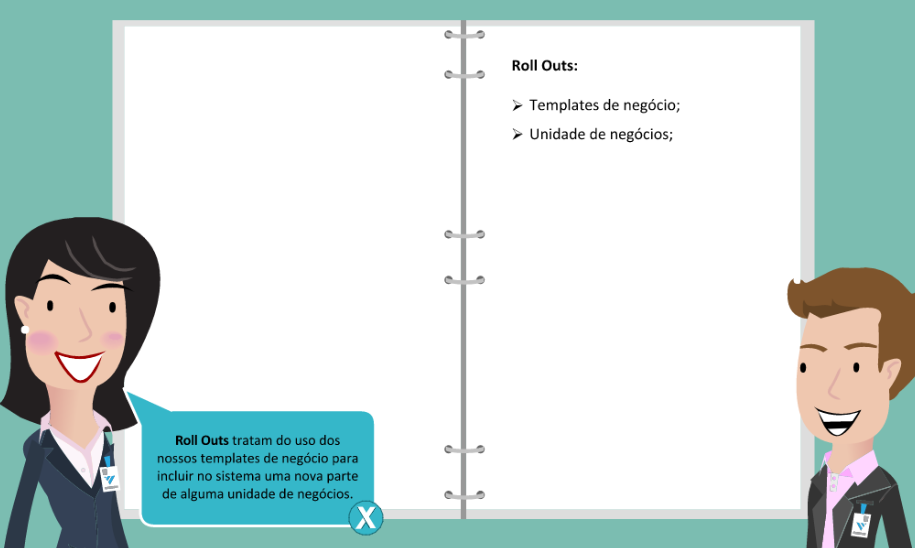 Roll Outs:
➢ Templates de negócio;
➢ Unidade de negócios;
Roll Outs tratam do uso dos
nossos templates de negócio para
incluir no sistema uma nova parte
de alguma unidade de negócios.
X